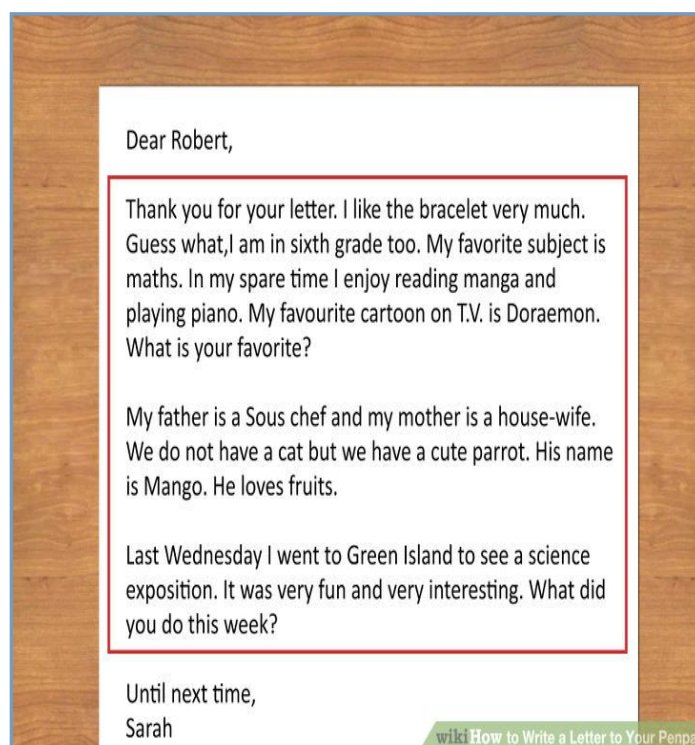 Dear Robert,
Thank you for your letter. I like the bracelet very much.
Guess what,I am in sixth grade too. My favorite subject is
maths. In my spare time I enjoy reading manga and
playing piano. My favourite cartoon on T.V. is Doraemon.
What is your favorite?
My father is a Sous chef and my mother is a house-wife.
We do not have a cat but we have a cute parrot. His name
is Mango. He loves fruits.
Last Wednesday I went to Green Island to see a science
exposition. It was very fun and very interesting. What did
you do this week?
Until next time,
Sarah
wikiHow to Write a Letter to Your Penpa